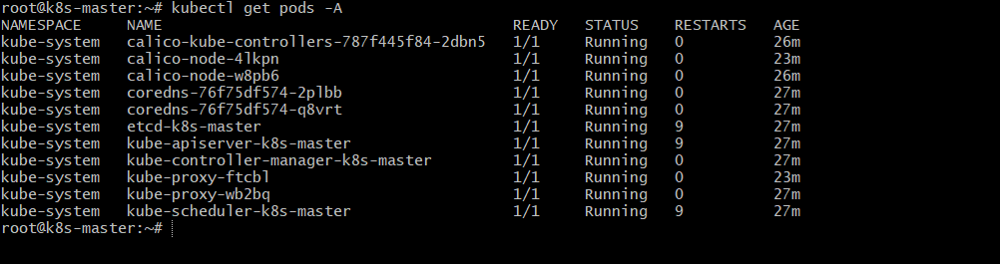 root@k8s-master:~# kubectl get pods -A
NAMESPACE NAME READY STATUS RESTARTS AGE
kube-system calico-kube-controllers-787f445f84-2dbn5 1/1 Running 0 26m
kube-system calico-node-4lkpn 1/1 Running 0 23m
kube-system calico-node-w8pb6 1/1 Running 0 26m
kube-system coredns-76f75df574-2plbb 1/1 Running 0 27m
kube-system coredns-76f75df574-q8vrt 1/1 Running 0 27m
kube-system etcd-k8s-master 1/1 Running 9 27m
kube-system kube-apiserver-k8s-master 1/1 Running 9 27m
kube-system kube-controller-manager-k8s-master 1/1 Running 0 27m
kube-system kube-proxy-ftcbl 1/1 Running 0 23m
kube-system kube-proxy-wb2bq 1/1 Running 0 27m
kube-system kube-scheduler-k8s-master 1/1 Running 9 27m
root@k8s-master:~#